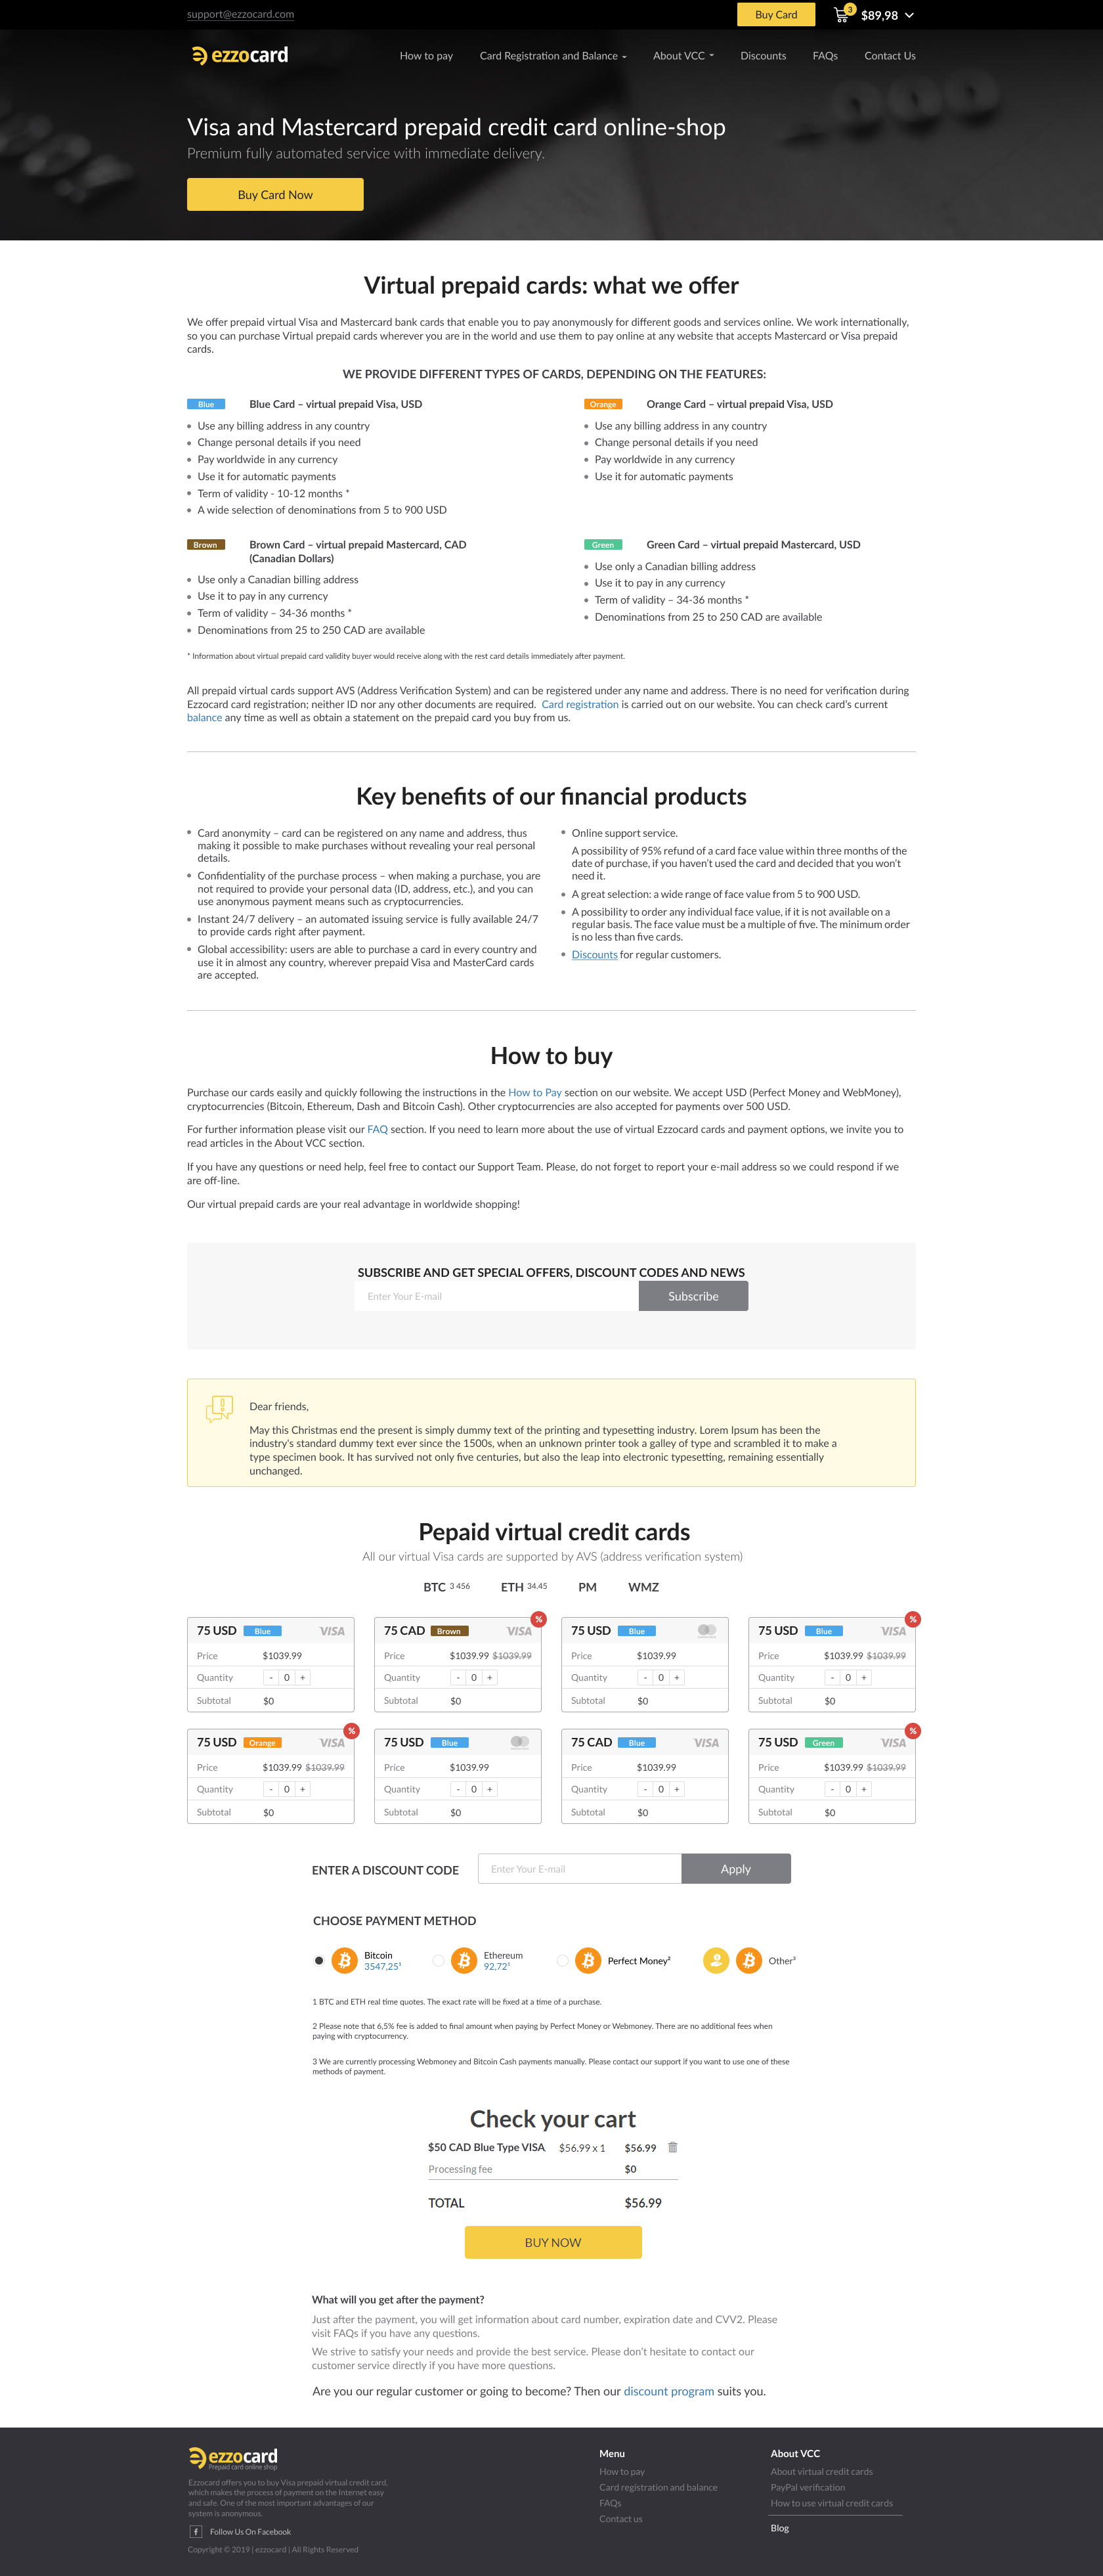 support@ezzocard.com
Buy Card
3
$89,98
ezzocard
How to pay
Card Registration and Balance
About VCC
Discounts
FAQs
Contact Us
Visa and Mastercard prepaid credit card online-shop
Premium fully automated service with immediate delivery.
Buy Card Now
Virtual prepaid cards: what we offer
We offer prepaid virtual Visa and Mastercard bank cards that enable you to pay anonymously for different goods and services online. We work internationally,
so you can purchase Virtual prepaid cards wherever you are in the world and use them to pay online at any website that accepts Mastercard or Visa prepaid
cards.
WE PROVIDE DIFFERENT TYPES OF CARDS, DEPENDING ON THE FEATURES:
Blue
Blue Card – virtual prepaid Visa, USD
Use any billing address in any country
Change personal details if you need
Pay worldwide in any currency
Use it for automatic payments
Term of validity - 10-12 months *
A wide selection of denominations from 5 to 900 USD
Orange
Orange Card – virtual prepaid Visa, USD
Use any billing address in any country
Change personal details if you need
Pay worldwide in any currency
Use it for automatic payments
Brown
Brown Card – virtual prepaid Mastercard, CAD
(Canadian Dollars)
Use only a Canadian billing address
Use it to pay in any currency
Term of validity – 34-36 months *
Denominations from 25 to 250 CAD are available
Green
Green Card – virtual prepaid Mastercard, USD
Use only a Canadian billing address
Use it to pay in any currency
Term of validity – 34-36 months *
Denominations from 25 to 250 CAD are available
* Information about virtual prepaid card validity buyer would receive along with the rest card details immediately after payment.
All prepaid virtual cards support AVS (Address Verification System) and can be registered under any name and address. There is no need for verification during
Ezzocard card registration; neither ID nor any other documents are required. Card registration is carried out on our website. You can check card's current
balance any time as well as obtain a statement on the prepaid card you buy from us.
Key benefits of our financial products
Card anonymity – card can be registered on any name and address, thus
making it possible to make purchases without revealing your real personal
details.
Confidentiality of the purchase process – when making a purchase, you are
not required to provide your personal data (ID, address, etc.), and you can
use anonymous payment means such as cryptocurrencies.
Instant 24/7 delivery – an automated issuing service is fully available 24/7
to provide cards right after payment.
Global accessibility: users are able to purchase a card in every country and
use it in almost any country, wherever prepaid Visa and MasterCard cards
are accepted.
Online support service.
A possibility of 95% refund of a card face value within three months of the
date of purchase, if you haven't used the card and decided that you won't
need it.
A great selection: a wide range of face value from 5 to 900 USD.
A possibility to order any individual face value, if it is not available on a
regular basis. The face value must be a multiple of five. The minimum order
is no less than five cards.
Discounts for regular customers.
How to buy
Purchase our cards easily and quickly following the instructions in the How to Pay section on our website. We accept USD (Perfect Money and WebMoney),
cryptocurrencies (Bitcoin, Ethereum, Dash and Bitcoin Cash). Other cryptocurrencies are also accepted for payments over 500 USD.
For further information please visit our FAQ section. If you need to learn more about the use of virtual Ezzocard cards and payment options, we invite you to
read articles in the About VCC section.
If you have any questions or need help, feel free to contact our Support Team. Please, do not forget to report your e-mail address so we could respond if we
are off-line.
Our virtual prepaid cards are your real advantage in worldwide shopping!
SUBSCRIBE AND GET SPECIAL OFFERS, DISCOUNT CODES AND NEWS
Enter Your E-mail
Subscribe
Dear friends,
May this Christmas end the present is simply dummy text of the printing and typesetting industry. Lorem Ipsum has been the
industry's standard dummy text ever since the 1500s, when an unknown printer took a galley of type and scrambled it to make a
type specimen book. It has survived not only five centuries, but also the leap into electronic typesetting, remaining essentially
unchanged.
Pepaid virtual credit cards
All our virtual Visa cards are supported by AVS (address verification system)
BTC 3 456
ETH 34.45
PM
WMZ
75 USD Blue VISA
Price $1039.99
Quantity - 0 +
Subtotal $0
%
75 CAD Brown VISA
Price $1039.99 $1039.99
Quantity - 0 +
Subtotal $0
75 USD Blue
Price $1039.99
Quantity - 0 +
Subtotal $0
%
75 USD Blue VISA
Price $1039.99 $1039.99
Quantity - 0 +
Subtotal $0
%
75 USD Orange VISA
Price $1039.99 $1039.99
Quantity - 0 +
Subtotal $0
75 USD Blue
Price $1039.99
Quantity - 0 +
Subtotal $0
75 CAD Blue VISA
Price $1039.99
Quantity - 0 +
Subtotal $0
%
75 USD Green VISA
Price $1039.99 $1039.99
Quantity - 0 +
Subtotal $0
ENTER A DISCOUNT CODE
Enter Your E-mail
Apply
CHOOSE PAYMENT METHOD
Bitcoin
3547,25¹
Ethereum
92,72¹
Perfect Money²
Other³
1 BTC and ETH real time quotes. The exact rate will be fixed at a time of a purchase.
2 Please note that 6,5% fee is added to final amount when paying by Perfect Money or Webmoney. There are no additional fees when
paying with cryptocurrency.
3 We are currently processing Webmoney and Bitcoin Cash payments manually. Please contact our support if you want to use one of these
methods of payment.
Check your cart
$50 CAD Blue Type VISA $56.99 x 1 $56.99
Processing fee $0
TOTAL $56.99
BUY NOW
What will you get after the payment?
Just after the payment, you will get information about card number, expiration date and CVV2. Please
visit FAQs if you have any questions.
We strive to satisfy your needs and provide the best service. Please don't hesitate to contact our
customer service directly if you have more questions.
Are you our regular customer or going to become? Then our discount program suits you.
ezzocard
Prepaid card online shop
Ezzocard offers you to buy Visa prepaid virtual credit card,
which makes the process of payment on the Internet easy
and safe. One of the most important advantages of our
system is anonymous.
f Follow Us On Facebook
Copyright © 2019 | ezzocard | All Rights Reserved
Menu
How to pay
Card registration and balance
FAQs
Contact us
About VCC
About virtual credit cards
PayPal verification
How to use virtual credit cards
Blog